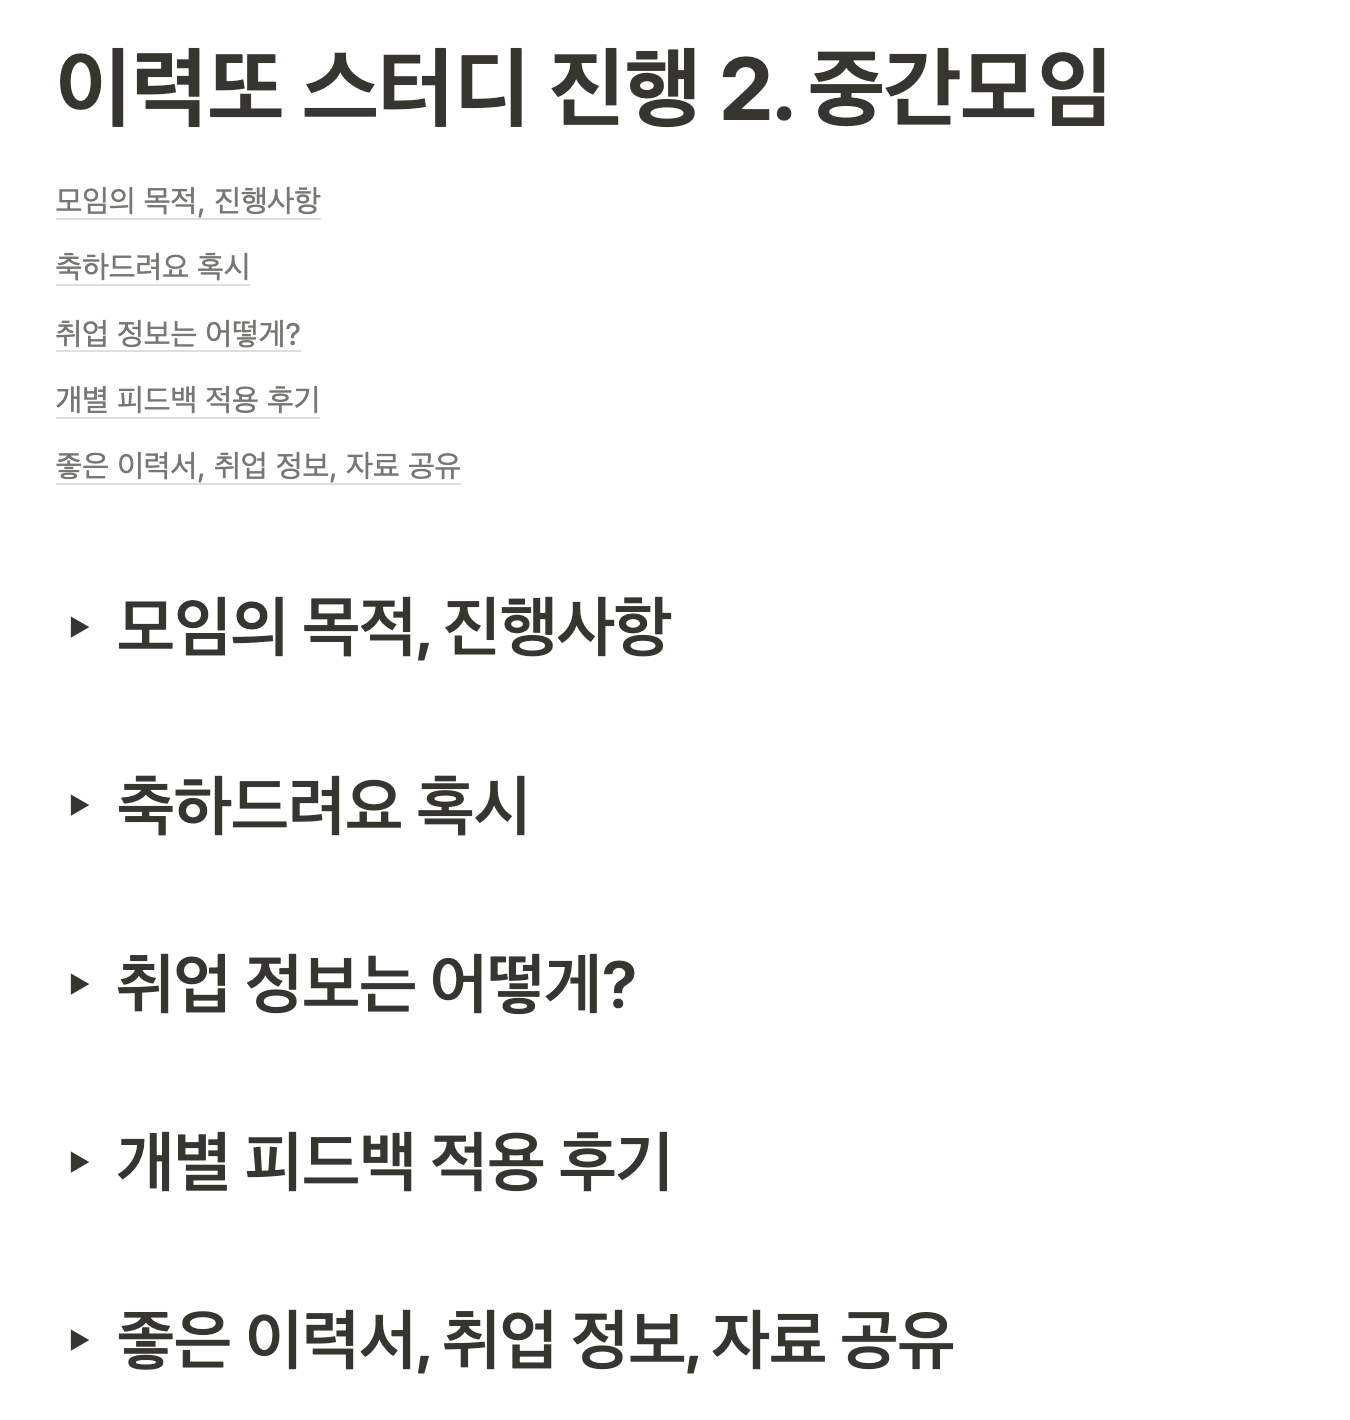 이력또 스터디 진행 2. 중간모임
모임의 목적, 진행사항
축하드려요 혹시
취업 정보는 어떻게?
개별 피드백 적용 후기
좋은 이력서, 취업 정보, 자료 공유
모임의 목적, 진행사항
축하드려요 혹시
취업 정보는 어떻게?
개별 피드백 적용 후기
좋은 이력서, 취업 정보, 자료 공유